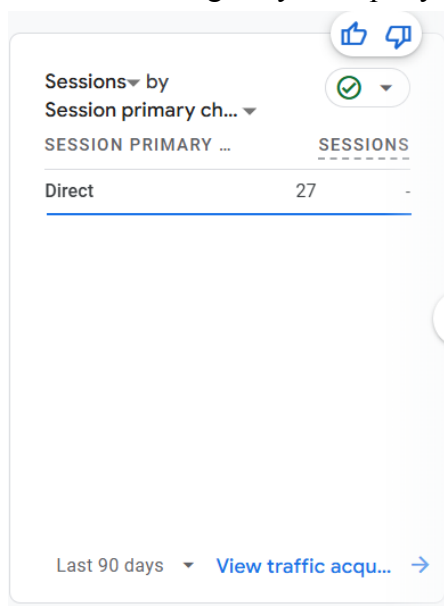 Sessions by
Session primary ch...
SESSION PRIMARY ... SESSIONS
Direct 27 -
Last 90 days View traffic acqu...